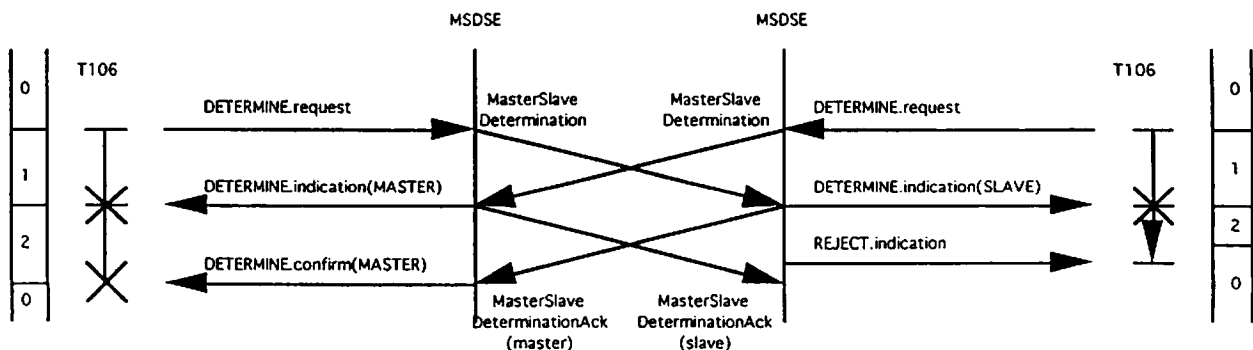 MSDSE
MSDSE
T106
T106
0
0
DETERMINE.request
MasterSlave
Determination
MasterSlave
Determination
DETERMINE.request
1
1
DETERMINE.indication(MASTER)
DETERMINE.indication(SLAVE)
2
2
REJECT.indication
DETERMINE.confirm(MASTER)
0
0
MasterSlave
DeterminationAck
(master)
MasterSlave
DeterminationAck
(slave)